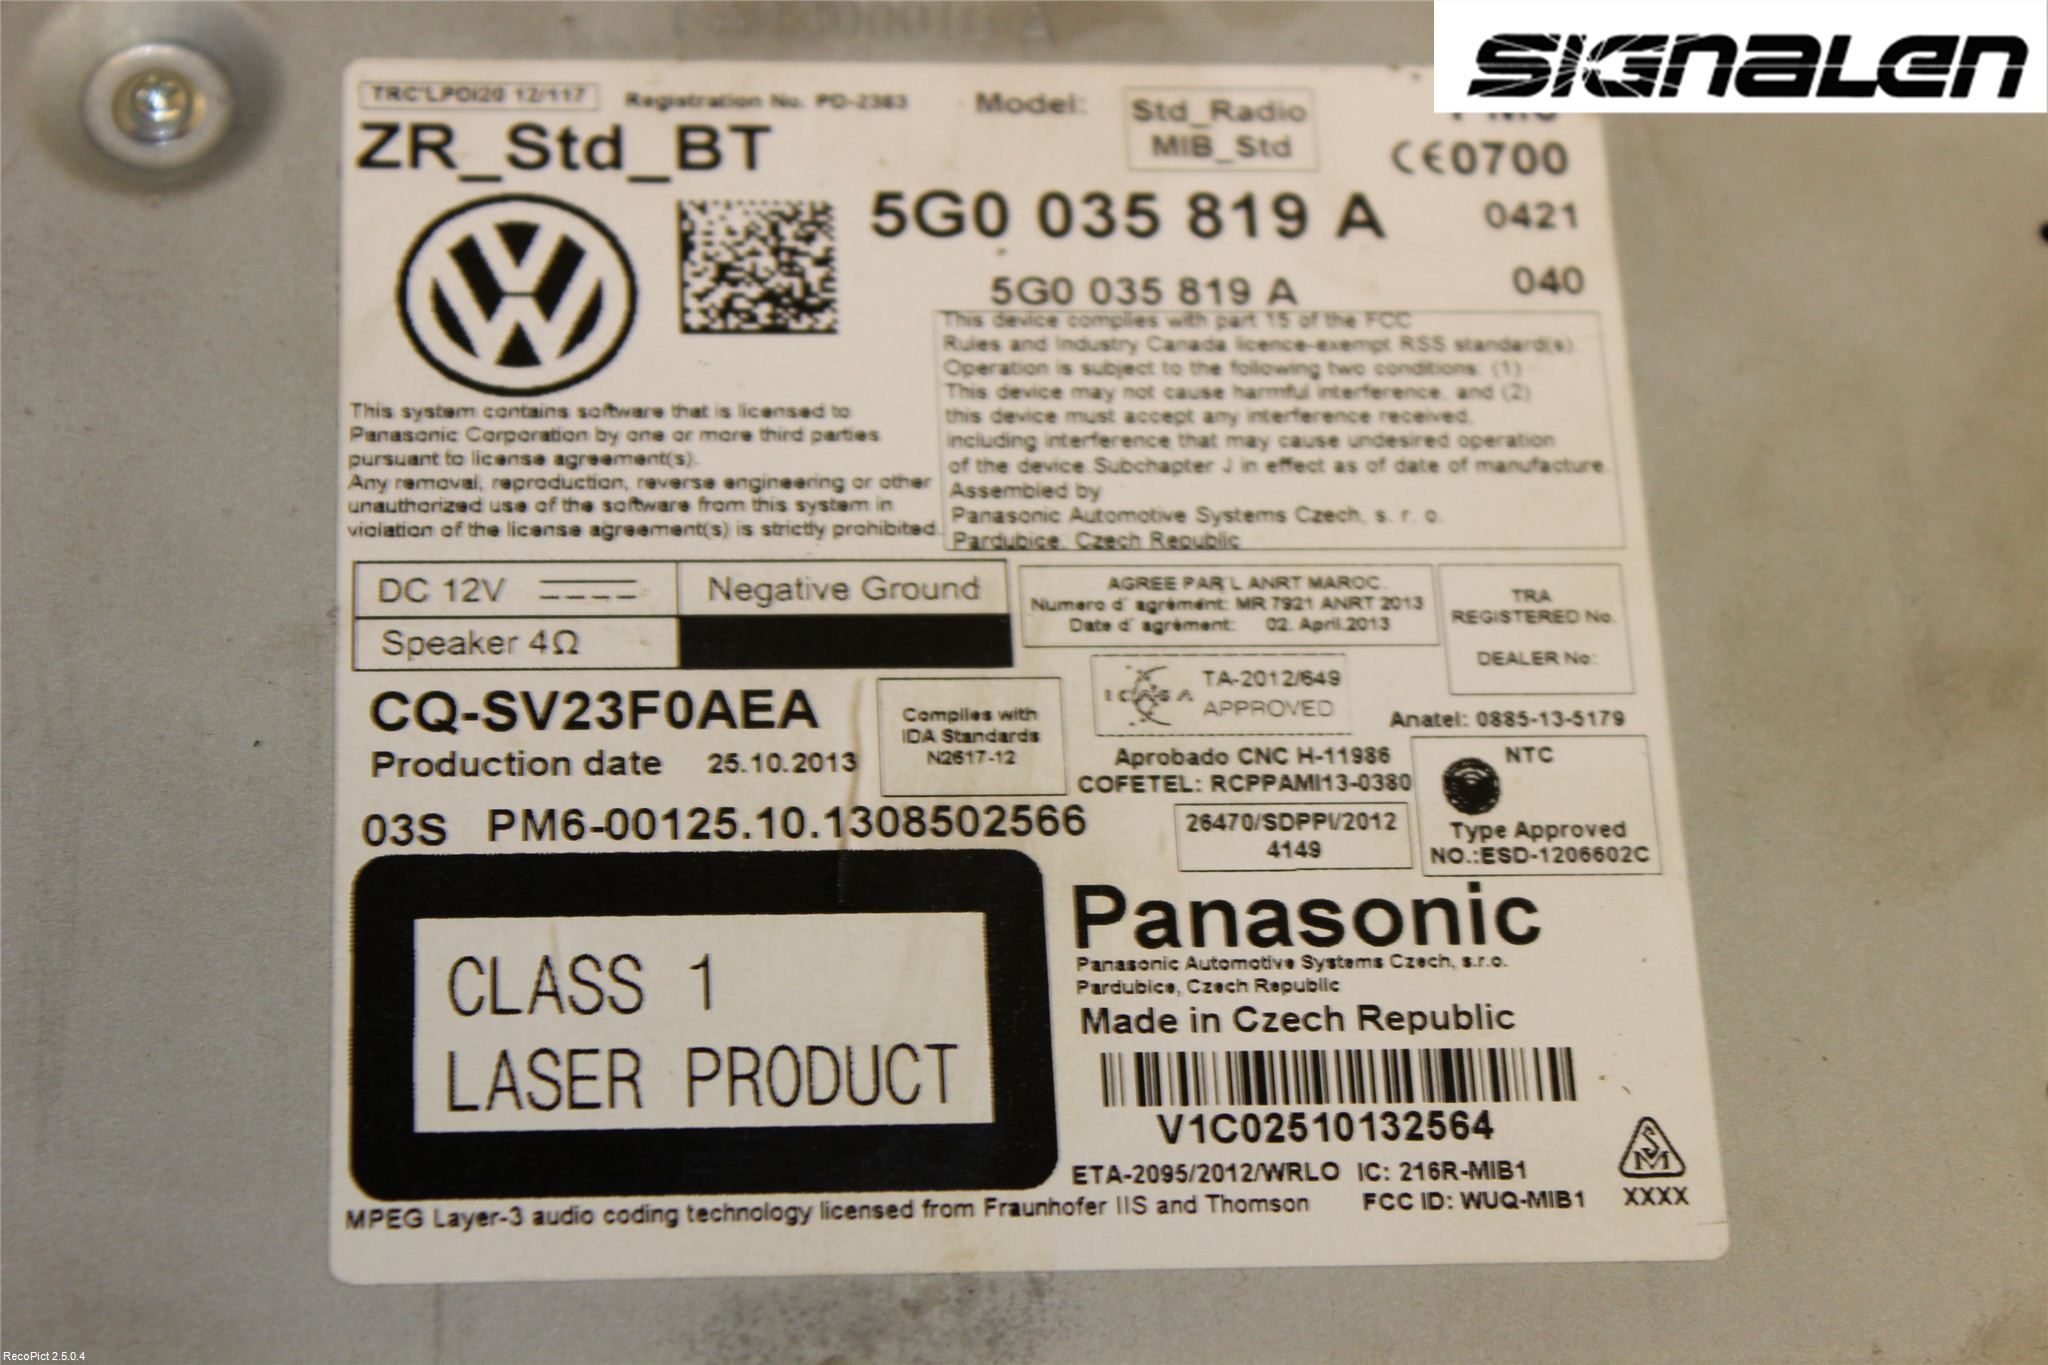 SIGNALEN
TRC'LPDI20 12/117
Registration No. PD-2383
Model:
Std_Radio
MIB_Std
ZR_Std_BT
CE0700
5G0 035 819 A
0421
5G0 035 819 A
040
This device complies with part 15 of the FCC
Rules and Industry Canada licence-exempt RSS standard(s).
Operation is subject to the following two conditions: (1)
This device may not cause harmful interference, and (2)
this device must accept any interference received,
including interference that may cause undesired operation
of the device. Subchapter J in effect as of date of manufacture.
Assembled by
Panasonic Automotive Systems Czech, s. r. o.
Pardubice, Czech Republic
This system contains software that is licensed to
Panasonic Corporation by one or more third parties
pursuant to license agreement(s).
Any removal, reproduction, reverse engineering or other
unauthorized use of the software from this system in
violation of the license agreement(s) is strictly prohibited.
DC 12V
Negative Ground
Speaker 4Ω
AGREE PAR'L ANRT MAROC.
Numero d' agrément: MR 7921 ANRT 2013
Date d' agrément: 02. April.2013
TRA
REGISTERED No.
DEALER No:
ICASA
TA-2012/649
APPROVED
CQ-SV23F0AEA
Production date 25.10.2013
Complies with
IDA Standards
N2617-12
Anatel: 0885-13-5179
Aprobado CNC H-11986
COFETEL: RCPPAMI13-0380
NTC
Type Approved
NO.:ESD-1206602C
03S PM6-00125.10.1308502566
26470/SDPPI/2012
4149
CLASS 1
LASER PRODUCT
Panasonic
Panasonic Automotive Systems Czech, s.r.o.
Pardubice, Czech Republic
Made in Czech Republic
V1C02510132564
ETA-2095/2012/WRLO IC: 216R-MIB1
FCC ID: WUQ-MIB1
XXXX
MPEG Layer-3 audio coding technology licensed from Fraunhofer IIS and Thomson
RecoPict 2.5.0.4